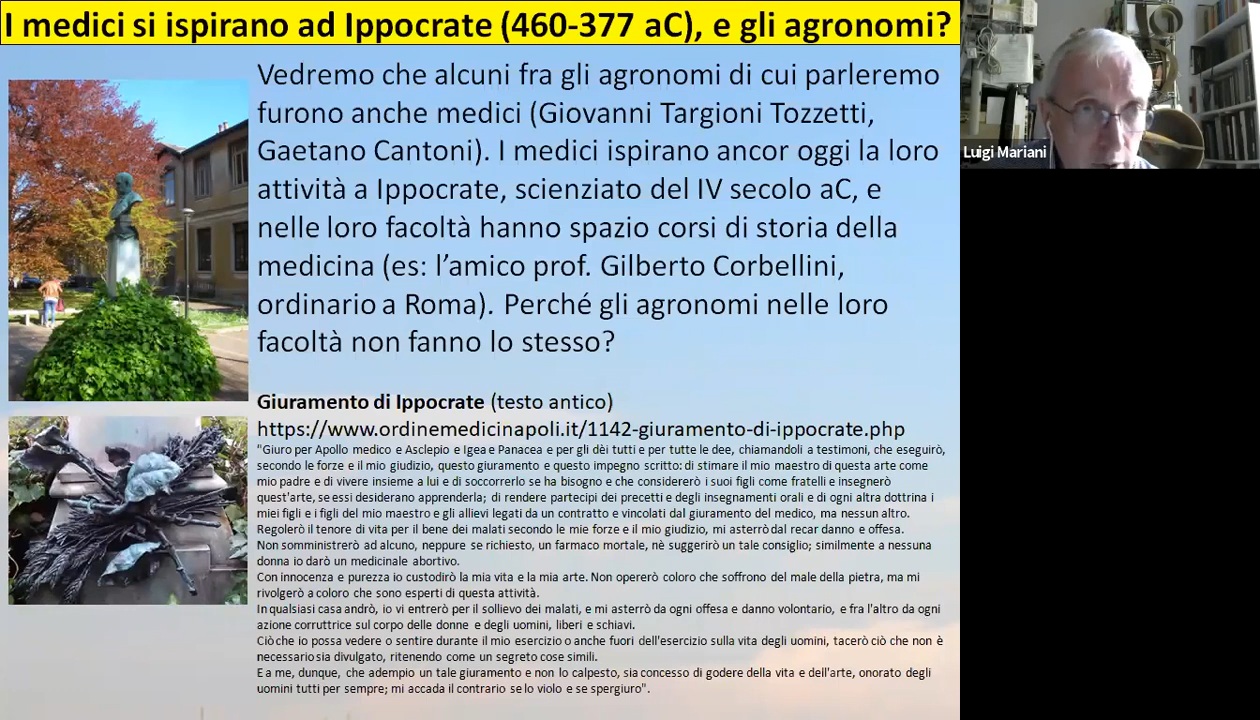 I medici si ispirano ad Ippocrate (460-377 aC), e gli agronomi?
Vedremo che alcuni fra gli agronomi di cui parleremo
furono anche medici (Giovanni Targioni Tozzetti,
Gaetano Cantoni). I medici ispirano ancor oggi la loro
attività a Ippocrate, scienziato del IV secolo aC, e
nelle loro facoltà hanno spazio corsi di storia della
medicina (es: l'amico prof. Gilberto Corbellini,
ordinario a Roma). Perché gli agronomi nelle loro
facoltà non fanno lo stesso?
Giuramento di Ippocrate (testo antico)
https://www.ordinemedicinapoli.it/1142-giuramento-di-ippocrate.php
"Giuro per Apollo medico e Asclepio e Igea e Panacea e per gli dèi tutti e per tutte le dee, chiamandoli a testimoni, che eseguirò,
secondo le forze e il mio giudizio, questo giuramento e questo impegno scritto: di stimare il mio maestro di questa arte come
mio padre e di vivere insieme a lui e di soccorrerlo se ha bisogno e che considererò i suoi figli come fratelli e insegnerò
quest'arte, se essi desiderano apprenderla; di rendere partecipi dei precetti e degli insegnamenti orali e di ogni altra dottrina i
miei figli e i figli del mio maestro e gli allievi legati da un contratto e vincolati dal giuramento del medico, ma nessun altro.
Regolerò il tenore di vita per il bene dei malati secondo le mie forze e il mio giudizio, mi asterrò dal recar danno e offesa.
Non somministrerò ad alcuno, neppure se richiesto, un farmaco mortale, nè suggerirò un tale consiglio; similmente a nessuna
donna io darò un medicinale abortivo.
Con innocenza e purezza io custodirò la mia vita e la mia arte. Non opererò coloro che soffrono del male della pietra, ma mi
rivolgerò a coloro che sono esperti di questa attività.
In qualsiasi casa andrò, io vi entrerò per il sollievo dei malati, e mi asterrò da ogni offesa e danno volontario, e fra l'altro da ogni
azione corruttrice sul corpo delle donne e degli uomini, liberi e schiavi.
Ciò che io possa vedere o sentire durante il mio esercizio o anche fuori dell'esercizio sulla vita degli uomini, tacerò ciò che non è
necessario sia divulgato, ritenendo come un segreto cose simili.
E a me, dunque, che adempio un tale giuramento e non lo calpesto, sia concesso di godere della vita e dell'arte, onorato degli
uomini tutti per sempre; mi accada il contrario se lo violo e se spergiuro".
Luigi Mariani